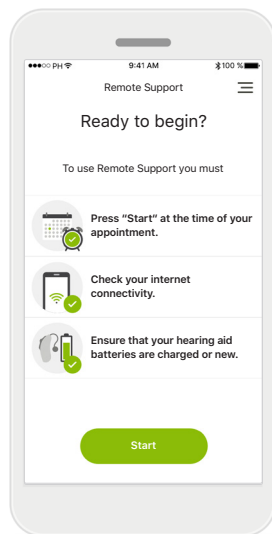 ●●●○○ PH 9:41 AM 100 %
Remote Support
Ready to begin?
To use Remote Support you must
Press “Start” at the time of your
appointment.
Check your internet
connectivity.
Ensure that your hearing aid
batteries are charged or new.
Start